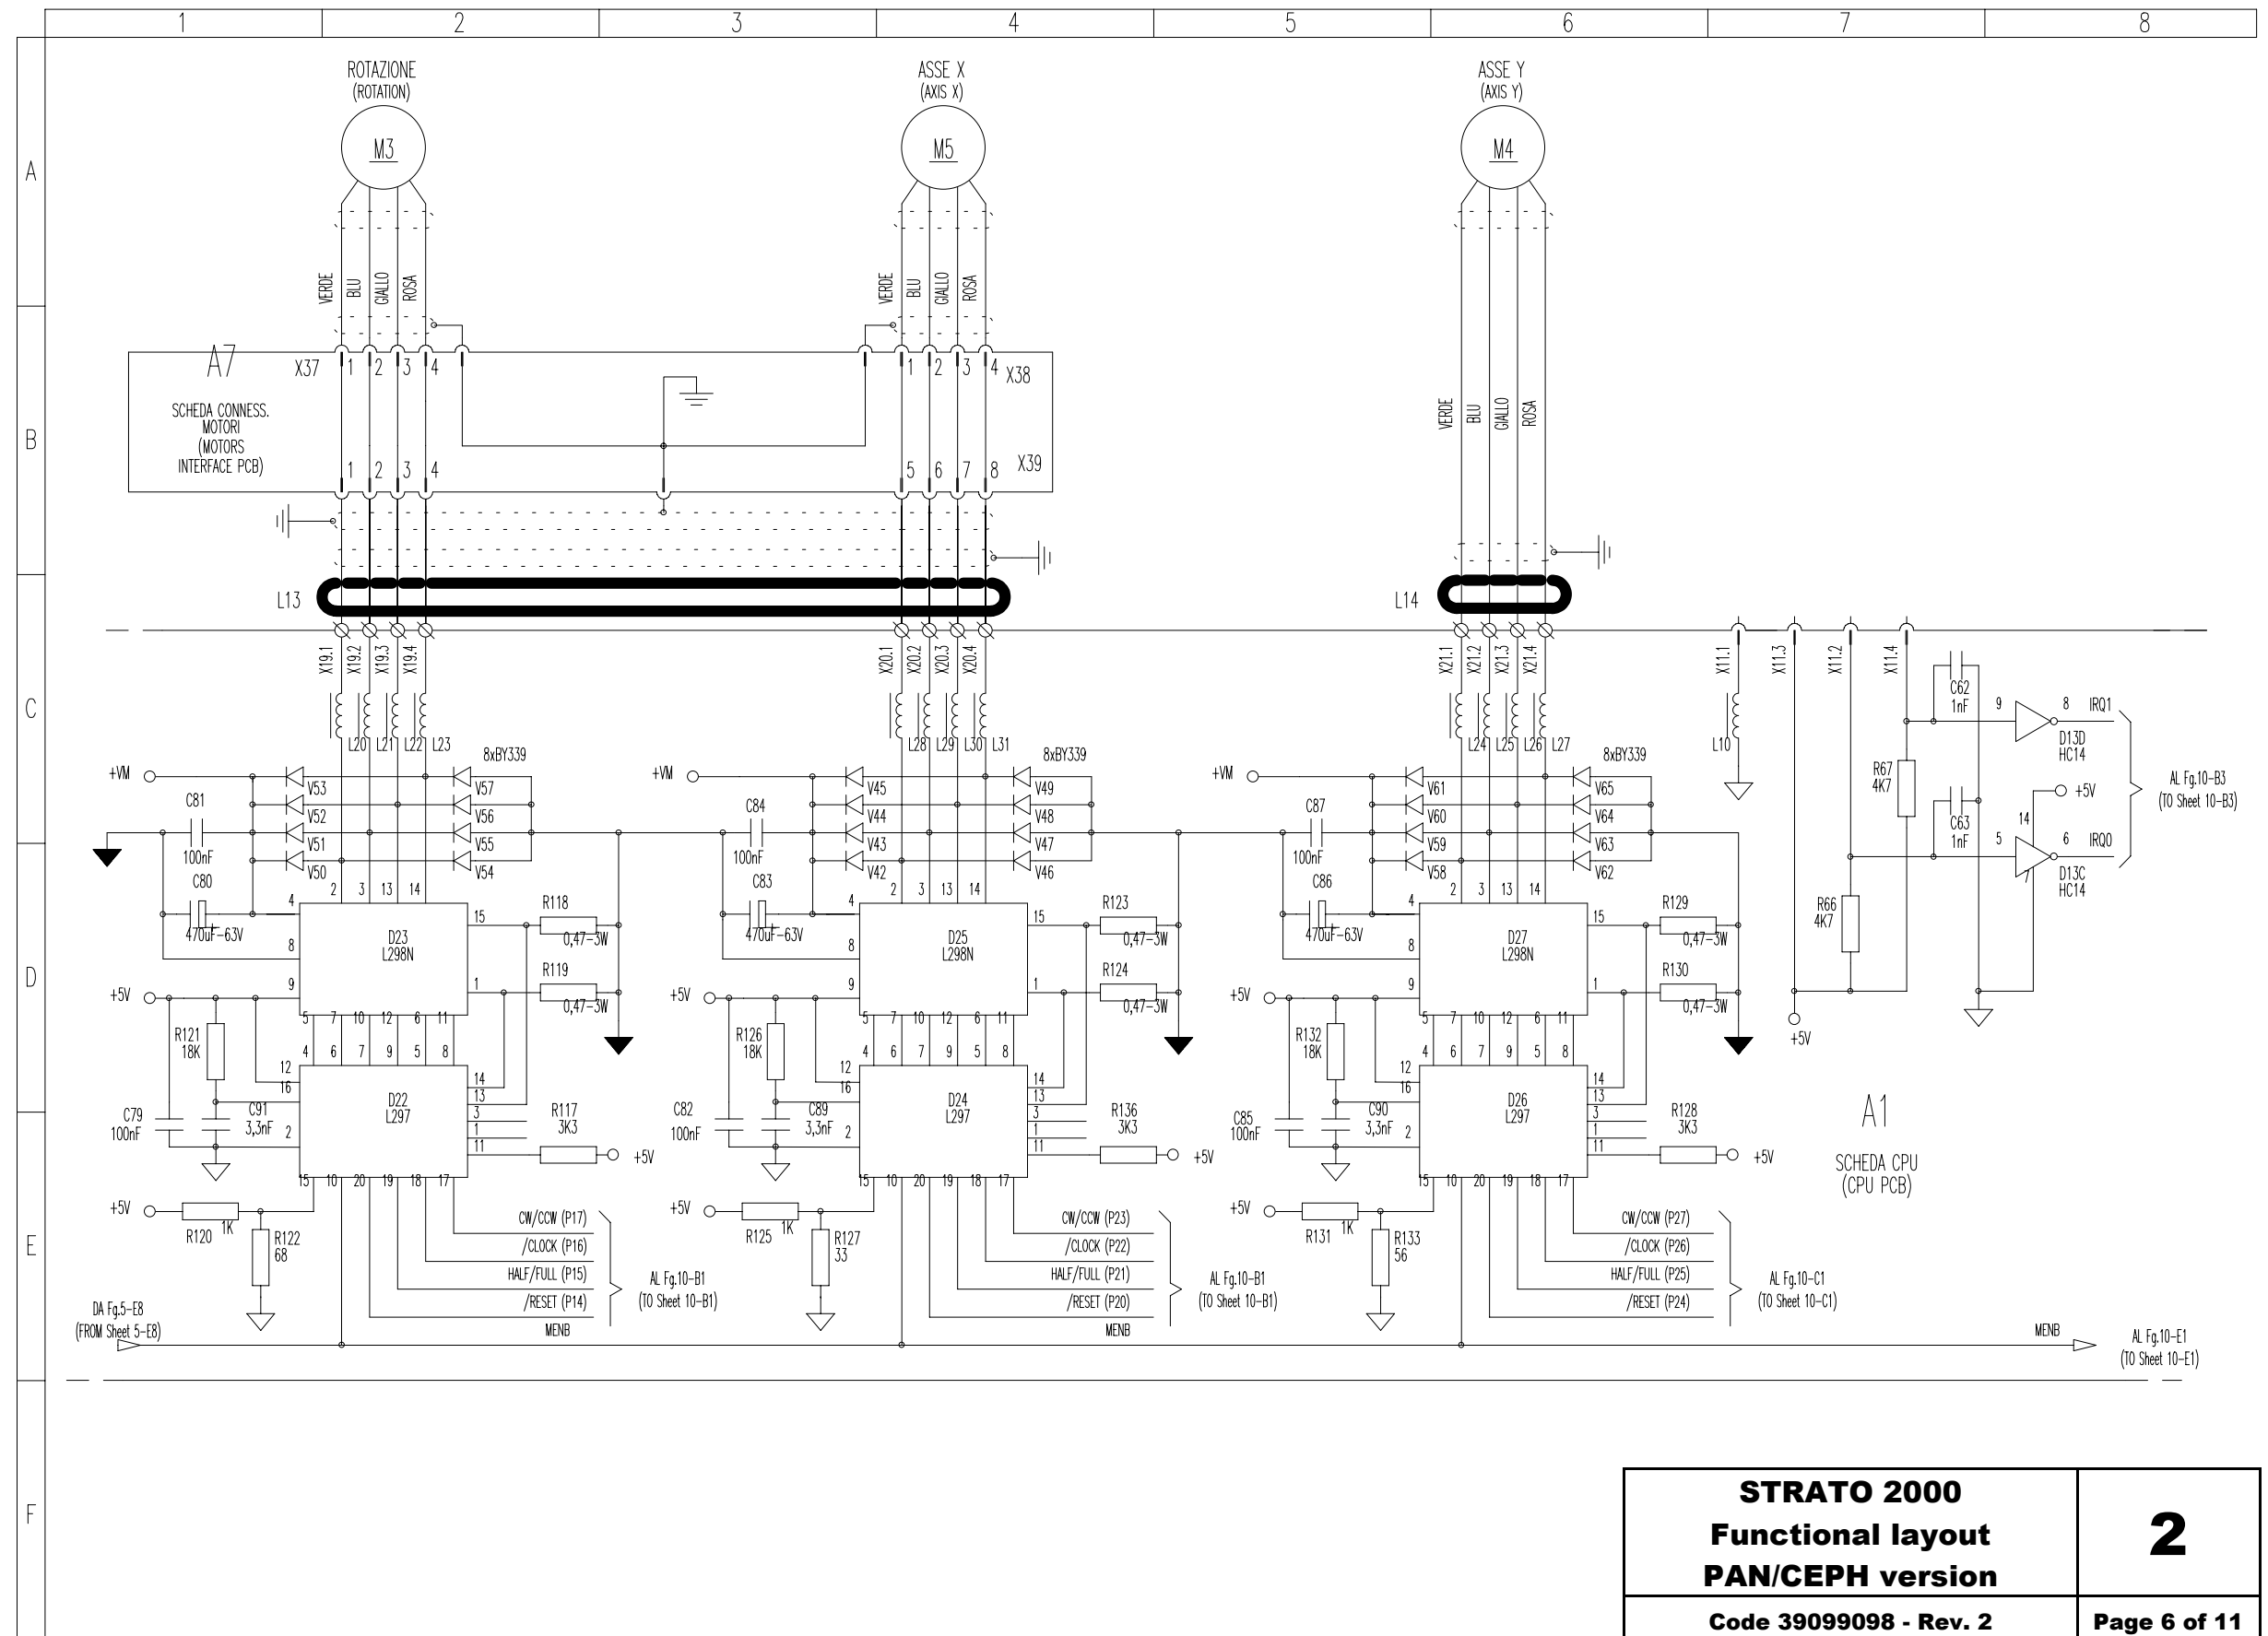 1 2 3 4 5 6 7 8
A
B
C
D
E
F
ROTAZIONE
(ROTATION)
M3
ASSE X
(AXIS X)
M5
ASSE Y
(AXIS Y)
M4
VERDE BLU GIALLO ROSA
VERDE BLU GIALLO ROSA
VERDE BLU GIALLO ROSA
A7
SCHEDA CONNESS.
MOTORI
(MOTORS
INTERFACE PCB)
X37 1 2 3 4
1 2 3 4 X38
1 2 3 4
5 6 7 8 X39
L13
L14
X19.1 X19.2 X19.3 X19.4
X20.1 X20.2 X20.3 X20.4
X21.1 X21.2 X21.3 X21.4
X11.1 X11.3 X11.2 X11.4
L20 L21 L22 L23
L28 L29 L30 L31
L24 L25 L26 L27
L10
8xBY339
+VM
C81
100nF
C80
470uF-63V
V53 V57
V52 V56
V51 V55
V50 V54
2 3 13 14
4
8
9
15
1
D23
L298N
R118
0,47-3W
R119
0,47-3W
+5V
R121
18K
5 7 10 12 6 11
4 6 7 9 5 8
12
16
2
14
13
3
1
11
D22
L297
C79
100nF
C91
3,3nF
R117
3K3
+5V
15 10 20 19 18 17
+5V
R120 1K
R122
68
CW/CCW (P17)
/CLOCK (P16)
HALF/FULL (P15)
/RESET (P14)
MENB
AL Fg.10-B1
(TO Sheet 10-B1)
8xBY339
+VM
C84
100nF
C83
470uF-63V
V45 V49
V44 V48
V43 V47
V42 V46
2 3 13 14
4
8
9
15
1
D25
L298N
R123
0,47-3W
R124
0,47-3W
+5V
R126
18K
5 7 10 12 6 11
4 6 7 9 5 8
12
16
2
14
13
3
1
11
D24
L297
C82
100nF
C89
3,3nF
R136
3K3
+5V
15 10 20 19 18 17
+5V
R125 1K
R127
33
CW/CCW (P23)
/CLOCK (P22)
HALF/FULL (P21)
/RESET (P20)
MENB
AL Fg.10-B1
(TO Sheet 10-B1)
8xBY339
+VM
C87
100nF
C86
470uF-63V
V61 V65
V60 V64
V59 V63
V58 V62
2 3 13 14
4
8
9
15
1
D27
L298N
R129
0,47-3W
R130
0,47-3W
+5V
R132
18K
5 7 10 12 6 11
4 6 7 9 5 8
12
16
2
14
13
3
1
11
D26
L297
C85
100nF
C90
3,3nF
R128
3K3
+5V
15 10 20 19 18 17
+5V
R131 1K
R133
56
CW/CCW (P27)
/CLOCK (P26)
HALF/FULL (P25)
/RESET (P24)
AL Fg.10-C1
(TO Sheet 10-C1)
C62
1nF
9 8 IRQ1
D13D
HC14
R67
4K7
+5V
14
C63
1nF
5 6 IRQ0
7
D13C
HC14
R66
4K7
+5V
AL Fg.10-B3
(TO Sheet 10-B3)
A1
SCHEDA CPU
(CPU PCB)
DA Fg.5-E8
(FROM Sheet 5-E8)
MENB
AL Fg.10-E1
(TO Sheet 10-E1)
STRATO 2000
Functional layout
PAN/CEPH version
2
Code 39099098 - Rev. 2
Page 6 of 11